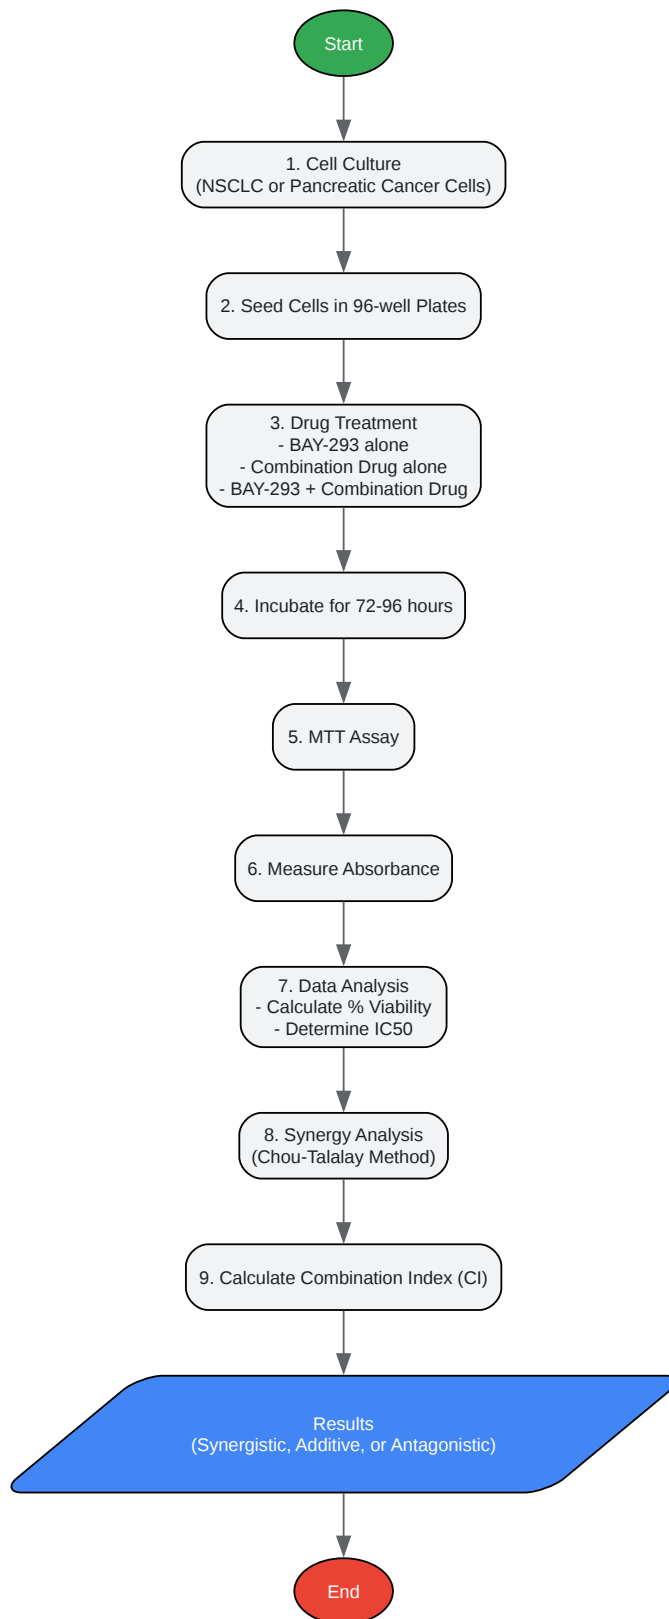 Start
1. Cell Culture
(NSCLC or Pancreatic Cancer Cells)
2. Seed Cells in 96-well Plates
3. Drug Treatment
- BAY-293 alone
- Combination Drug alone
- BAY-293 + Combination Drug
4. Incubate for 72-96 hours
5. MTT Assay
6. Measure Absorbance
7. Data Analysis
- Calculate % Viability
- Determine IC50
8. Synergy Analysis
(Chou-Talalay Method)
9. Calculate Combination Index (CI)
Results
(Synergistic, Additive, or Antagonistic)
End